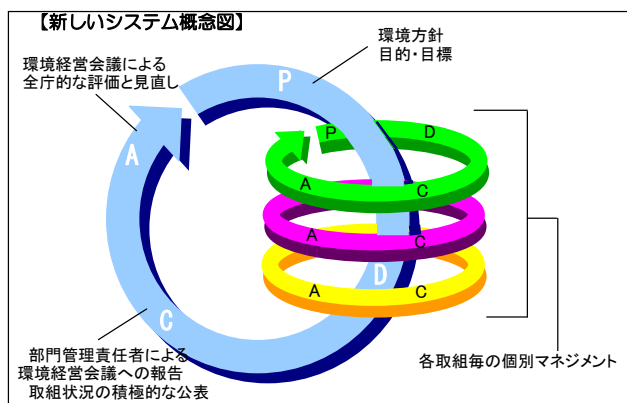 【新しいシステム概念図】
環境方針
目的・目標
環境経営会議による
全庁的な評価と見直し
P
P
D
A
A
C
A
C
D
A
C
C
部門管理責任者による
環境経営会議への報告
取組状況の積極的な公表
各取組毎の個別マネジメント